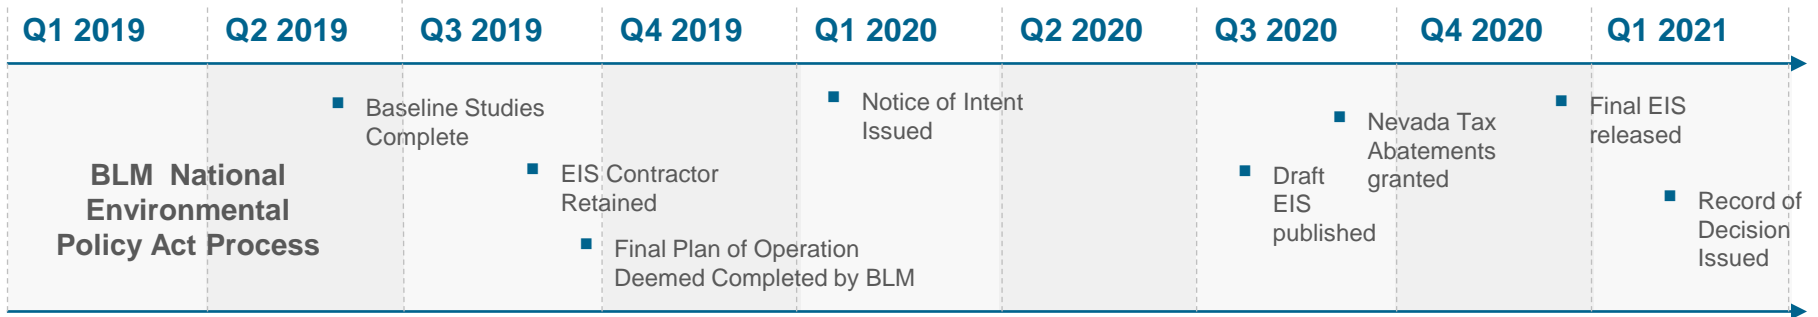 Q1 2019 Q2 2019 Q3 2019 Q4 2019 Q1 2020 Q2 2020 Q3 2020 Q4 2020 Q1 2021
BLM National
Environmental
Policy Act Process
Baseline Studies
Complete
EIS Contractor
Retained
Final Plan of Operation
Deemed Completed by BLM
Notice of Intent
Issued
Draft
EIS
published
Nevada Tax
Abatements
granted
Final EIS
released
Record of
Decision
Issued